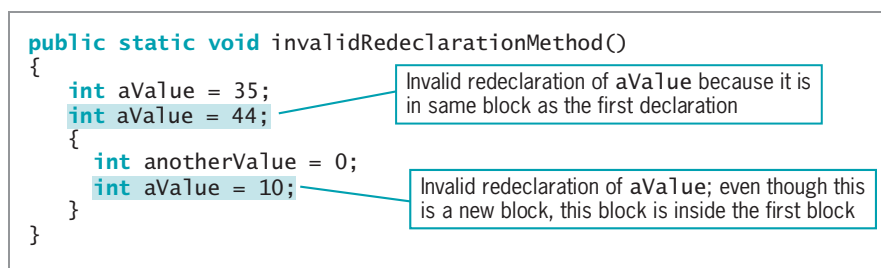 public static void invalidRedeclarationMethod()
{
int aValue = 35;
int aValue = 44;
Invalid redeclaration of aValue because it is
in same block as the first declaration
{
int anotherValue = 0;
int aValue = 10;
Invalid redeclaration of aValue; even though this
is a new block, this block is inside the first block
}
}